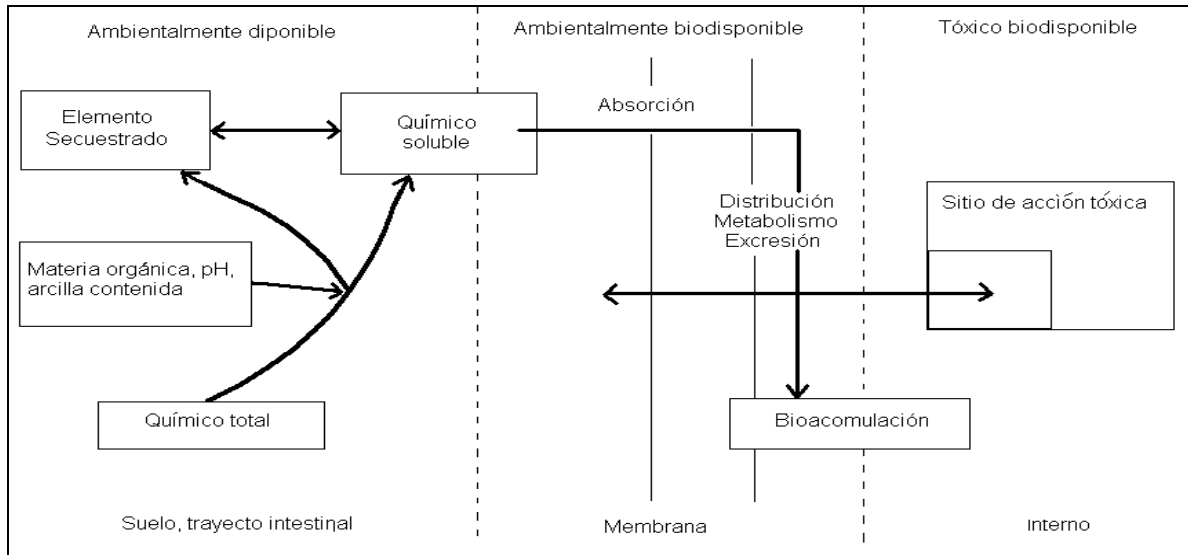 Ambientalmente diponible
Ambientalmente biodisponible
Tóxico biodisponible
Elemento
Secuestrado
Químico
soluble
Absorción
Distribución
Metabolismo
Excresión
Sitio de acción tóxica
Materia orgánica, pH,
arcilla contenida
Químico total
Bioacomulación
Suelo, trayecto intestinal
Membrana
Interno